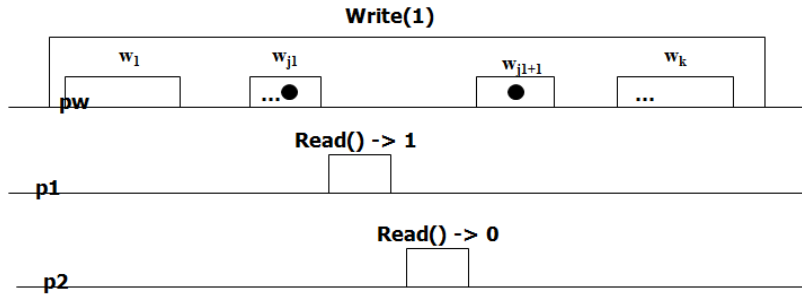 Write(1)
w1 wj1 wj1+1 wk
... ...
pw
Read() -> 1
p1
Read() -> 0
p2